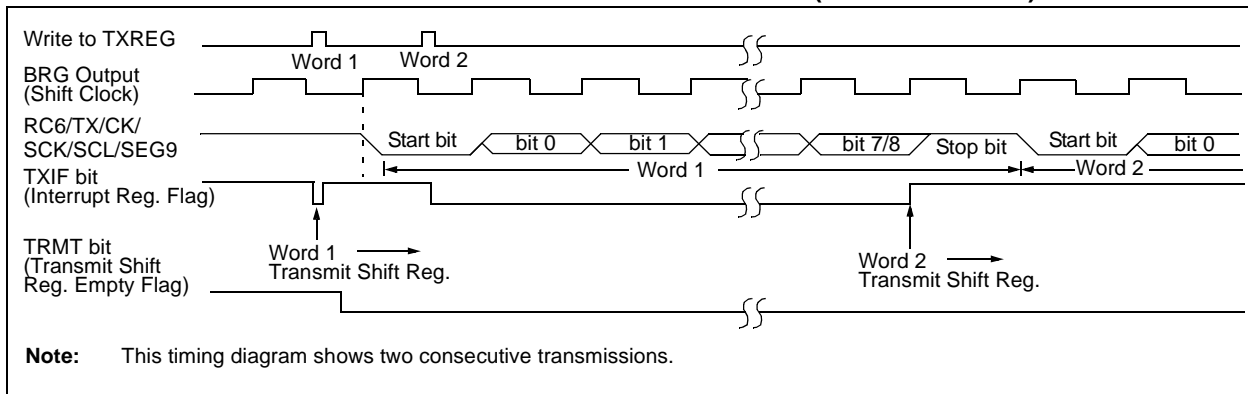 Write to TXREG
Word 1
Word 2
BRG Output
(Shift Clock)
RC6/TX/CK/
SCK/SCL/SEG9
Start bit
bit 0
bit 1
bit 7/8
Stop bit
Start bit
bit 0
Word 1
Word 2
TXIF bit
(Interrupt Reg. Flag)
Word 1
Transmit Shift Reg.
Word 2
Transmit Shift Reg.
TRMT bit
(Transmit Shift
Reg. Empty Flag)
Note: This timing diagram shows two consecutive transmissions.